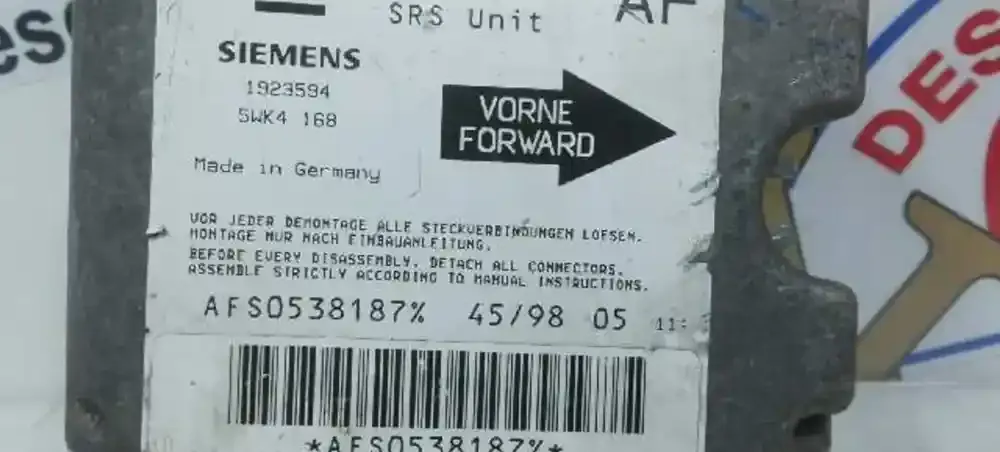 SRS Unit AF
SIEMENS
1923594
5WK4 168
VORNE
FORWARD
Made in Germany
VOR JEDER DEMONTAGE ALLE STECKVERBINDUNGEN LOESEN.
MONTAGE NUR NACH EINBAUANLEITUNG.
BEFORE EVERY DISASSEMBLY, DETACH ALL CONNECTORS.
ASSEMBLE STRICTLY ACCORDING TO MANUAL INSTRUCTIONS.
AFS0538187% 45/98 05 11:
*AFS0538187%*
DES